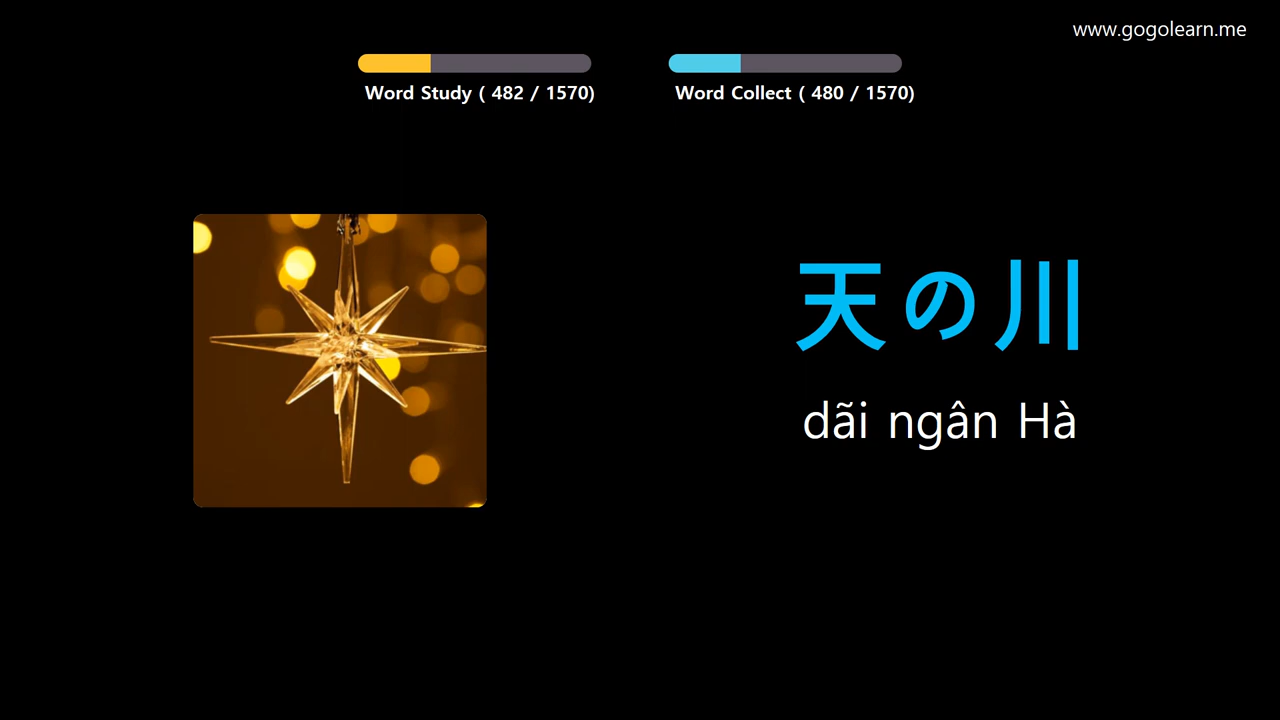 www.gogolearn.me
Word Study ( 482 / 1570)
Word Collect ( 480 / 1570)
天の川
dãi ngân Hà